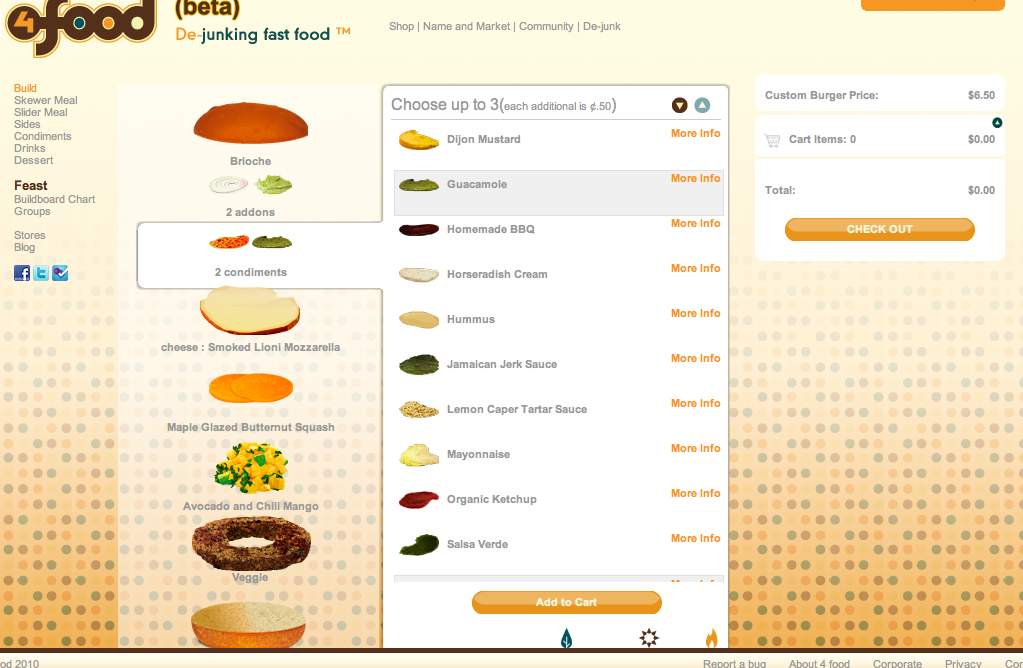 4food
(beta)
De-junking fast food ™
Shop | Name and Market | Community | De-junk
Build
Skewer Meal
Slider Meal
Sides
Condiments
Drinks
Dessert
Feast
Buildboard Chart
Groups
Stores
Blog
Brioche
2 addons
2 condiments
cheese : Smoked Lioni Mozzarella
Maple Glazed Butternut Squash
Avocado and Chili Mango
Veggie
Choose up to 3(each additional is ¢.50)
Dijon Mustard More Info
Guacamole More Info
Homemade BBQ More Info
Horseradish Cream More Info
Hummus More Info
Jamaican Jerk Sauce More Info
Lemon Caper Tartar Sauce More Info
Mayonnaise More Info
Organic Ketchup More Info
Salsa Verde More Info
Add to Cart
Custom Burger Price: $6.50
Cart Items: 0 $0.00
Total: $0.00
CHECK OUT
od 2010
Report a bug About 4 food Corporate Privacy